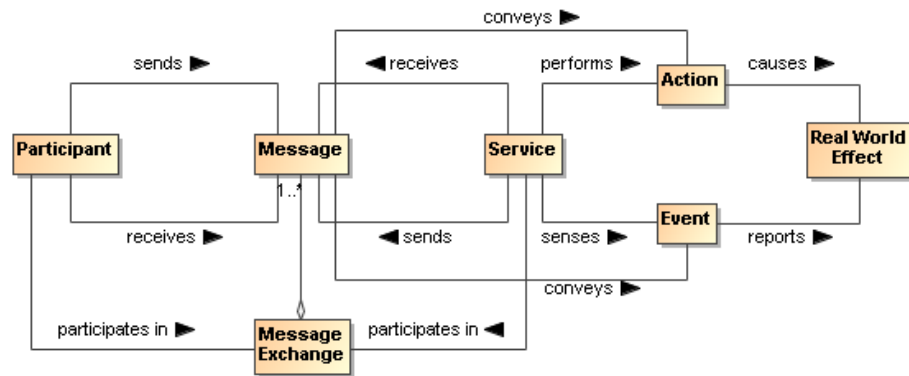 conveys ►
sends ►
◄ receives
performs ►
causes ►
Action
Participant
Message
Service
Real World
Effect
1..*
Event
receives ►
◄ sends
senses ►
reports ►
conveys ►
participates in ►
Message
Exchange
participates in ◄